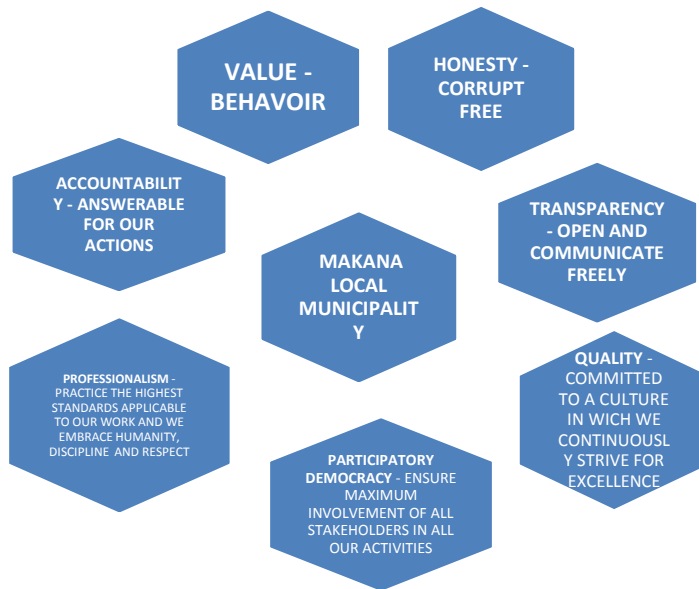 VALUE -
BEHAVOIR
HONESTY -
CORRUPT
FREE
ACCOUNTABILIT
Y - ANSWERABLE
FOR OUR
ACTIONS
TRANSPARENCY
- OPEN AND
COMMUNICATE
FREELY
MAKANA
LOCAL
MUNICIPALIT
Y
PROFESSIONALISM -
PRACTICE THE HIGHEST
STANDARDS APPLICABLE
TO OUR WORK AND WE
EMBRACE HUMANITY,
DISCIPLINE AND RESPECT
QUALITY -
COMMITTED
TO A CULTURE
IN WICH WE
CONTINUOUSL
Y STRIVE FOR
EXCELLENCE
PARTICIPATORY
DEMOCRACY - ENSURE
MAXIMUM
INVOLVEMENT OF ALL
STAKEHOLDERS IN ALL
OUR ACTIVITIES